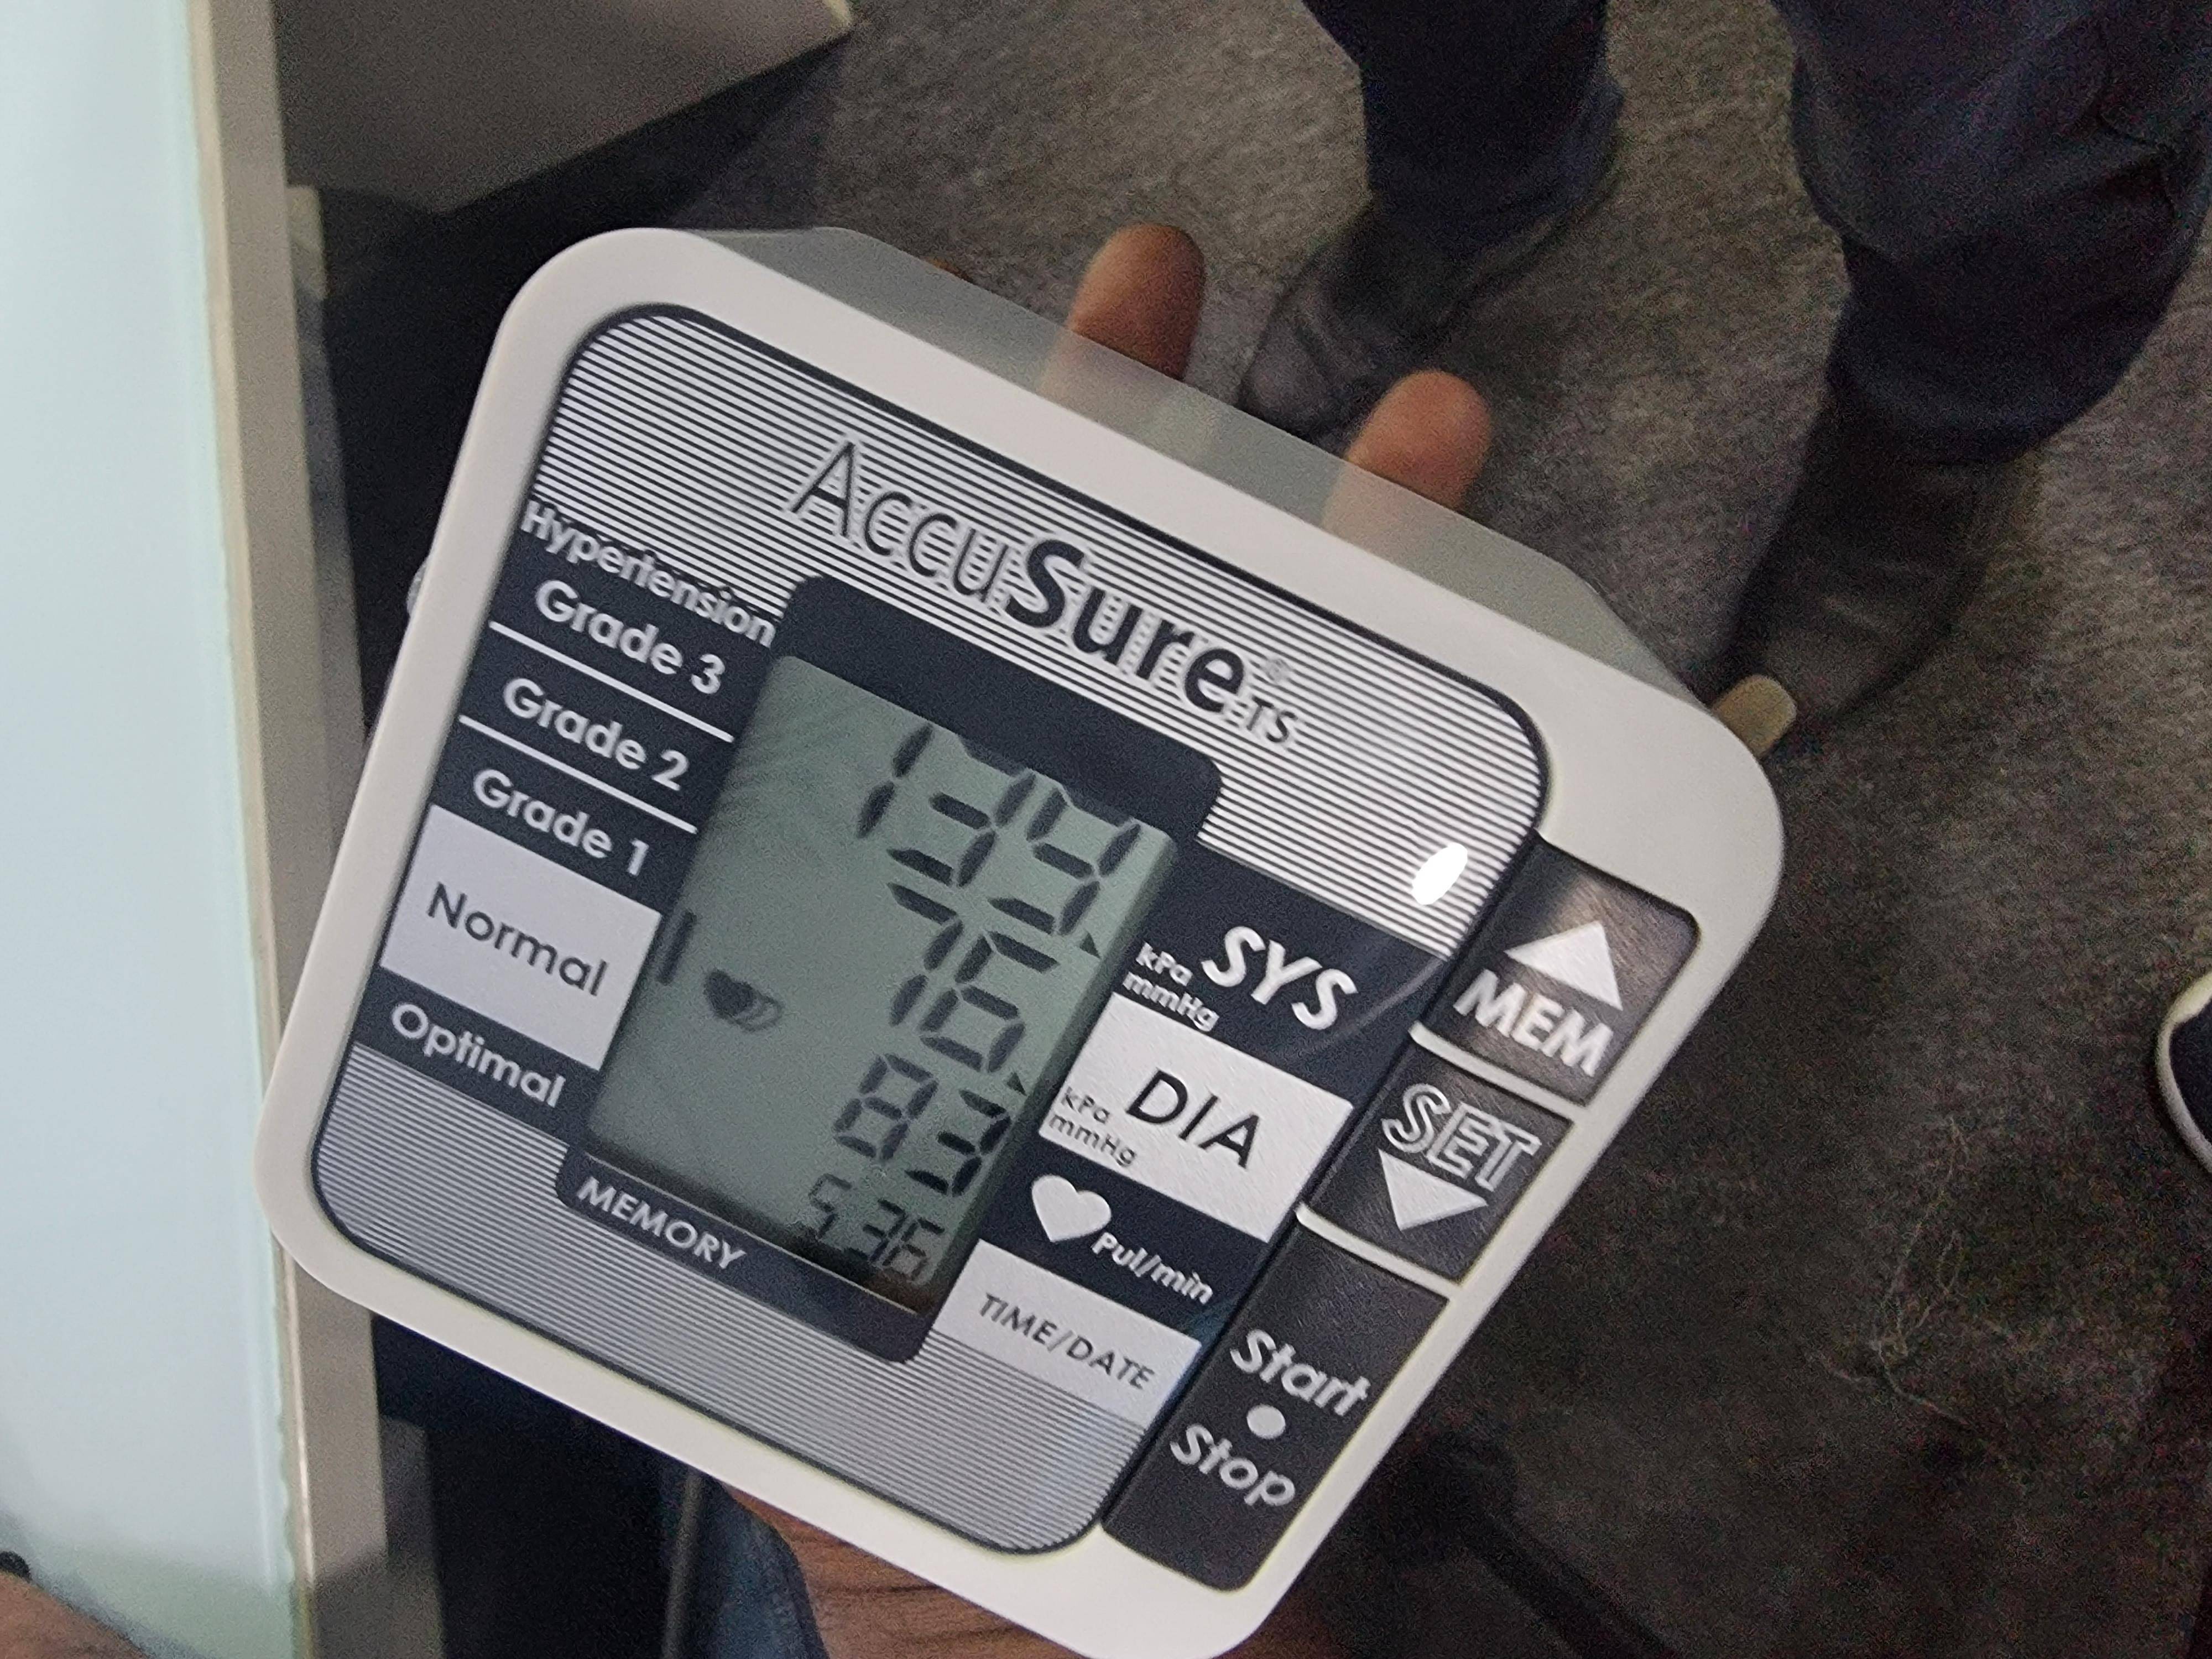 AccuSure® TS
Hypertension
Grade 3
Grade 2
Grade 1
Normal
Optimal
139
76
83
5:36
MEMORY
SYS
kPa
mmHg
DIA
kPa
mmHg
Pul/min
TIME/DATE
MEM
SET
Start
Stop